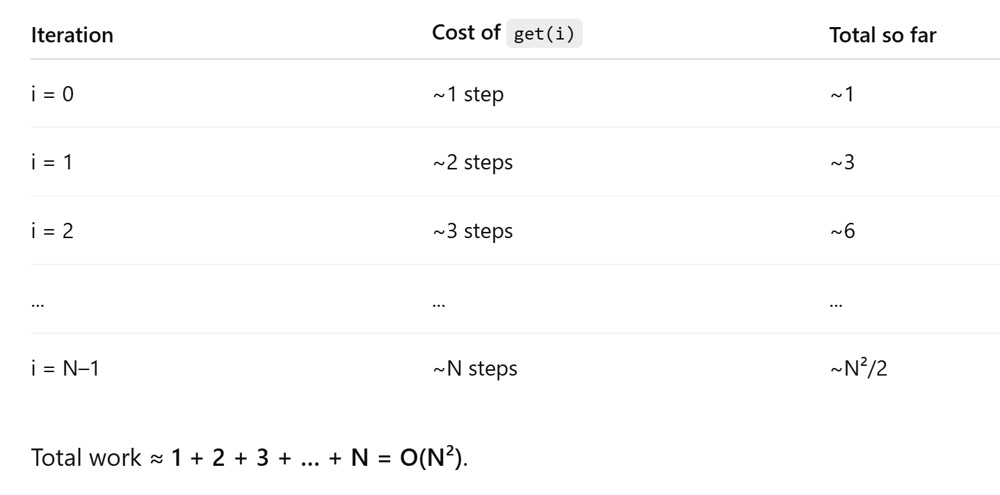 Iteration Cost of get(i) Total so far
i = 0 ~1 step ~1
i = 1 ~2 steps ~3
i = 2 ~3 steps ~6
... ... ...
i = N–1 ~N steps ~N²/2
Total work ≈ 1 + 2 + 3 + ... + N = O(N²).